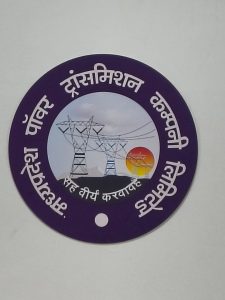 मध्यप्रदेश पॉवर ट्रांसमिशन कम्पनी लिमिटेड
सह वीर्यं करवावहै